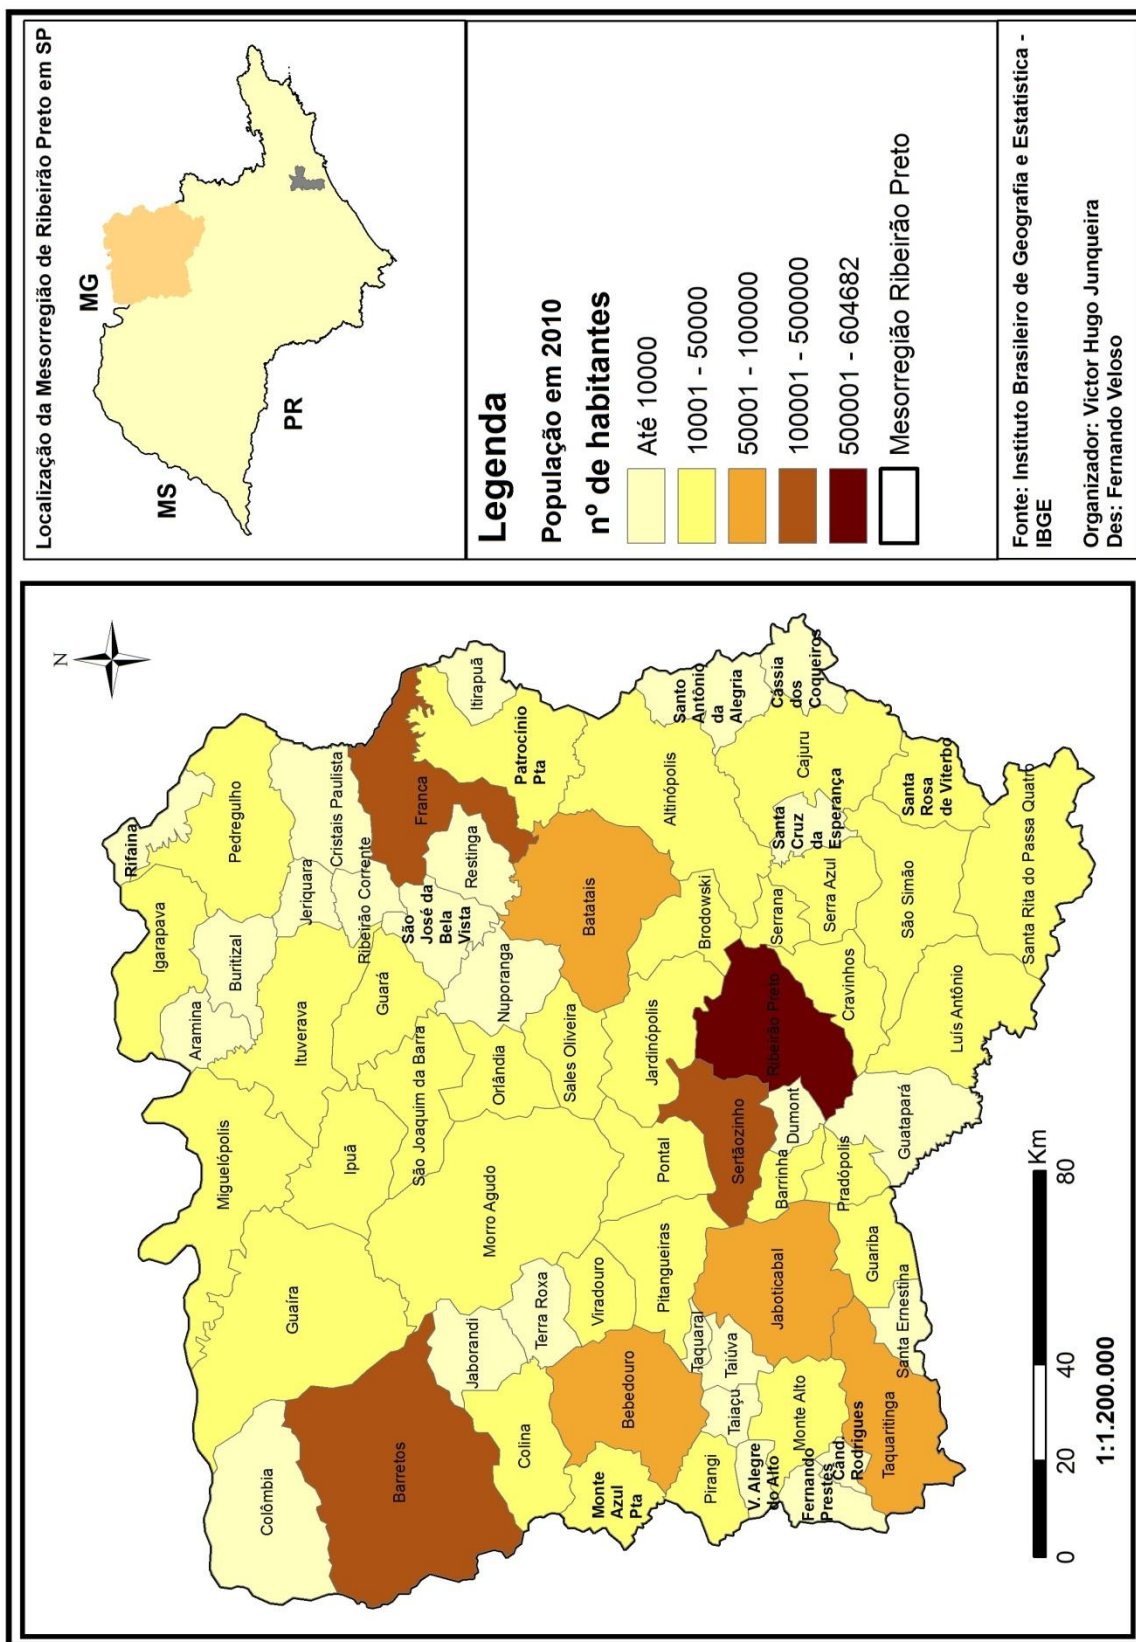 Localização da Mesorregião de Ribeirão Preto em SP
MG
MS
PR
Legenda
População em 2010
nº de habitantes
Até 10000
10001 - 50000
50001 - 100000
100001 - 500000
500001 - 604682
Mesorregião Ribeirão Preto
Fonte: Instituto Brasileiro de Geografia e Estatistica -
IBGE
Organizador: Victor Hugo Junqueira
Des: Fernando Veloso
N
Rifaina
Igarapava
Pedregulho
Aramina
Buritizal
Miguelópolis
Jeriquara
Cristais Paulista
Ituverava
Ribeirão Corrente
Guaíra
Ipuã
Guará
Franca
Colômbia
São
José da
Bela
Vista
Restinga
Itirapuã
São Joaquim da Barra
Barretos
Morro Agudo
Orlândia
Nuporanga
Patrocínio
Pta
Jaborandi
Sales Oliveira
Batatais
Terra Roxa
Colina
Viradouro
Jardinópolis
Altinópolis
Bebedouro
Monte
Azul
Pta
Pitangueiras
Pontal
Brodowski
Santo
Antônio
da
Alegria
Taquaral
Taiúva
Taiaçu
Pirangi
Sertãozinho
Ribeirão Preto
Serrana
Santa
Cruz
da
Esperança
Cajuru
Cássia
dos
Coqueiros
Jaboticabal
Dumont
Barrinha
Serra Azul
V. Alegre
do Alto
Monte Alto
Pradópolis
Cravinhos
Fernando
Prestes
Când.
Rodrigues
Guariba
São Simão
Santa
Rosa
de Viterbo
Taquaritinga
Santa Ernestina
Guatapará
Luís Antônio
Santa Rita do Passa Quatro
0
20
40
80
Km
1:1.200.000